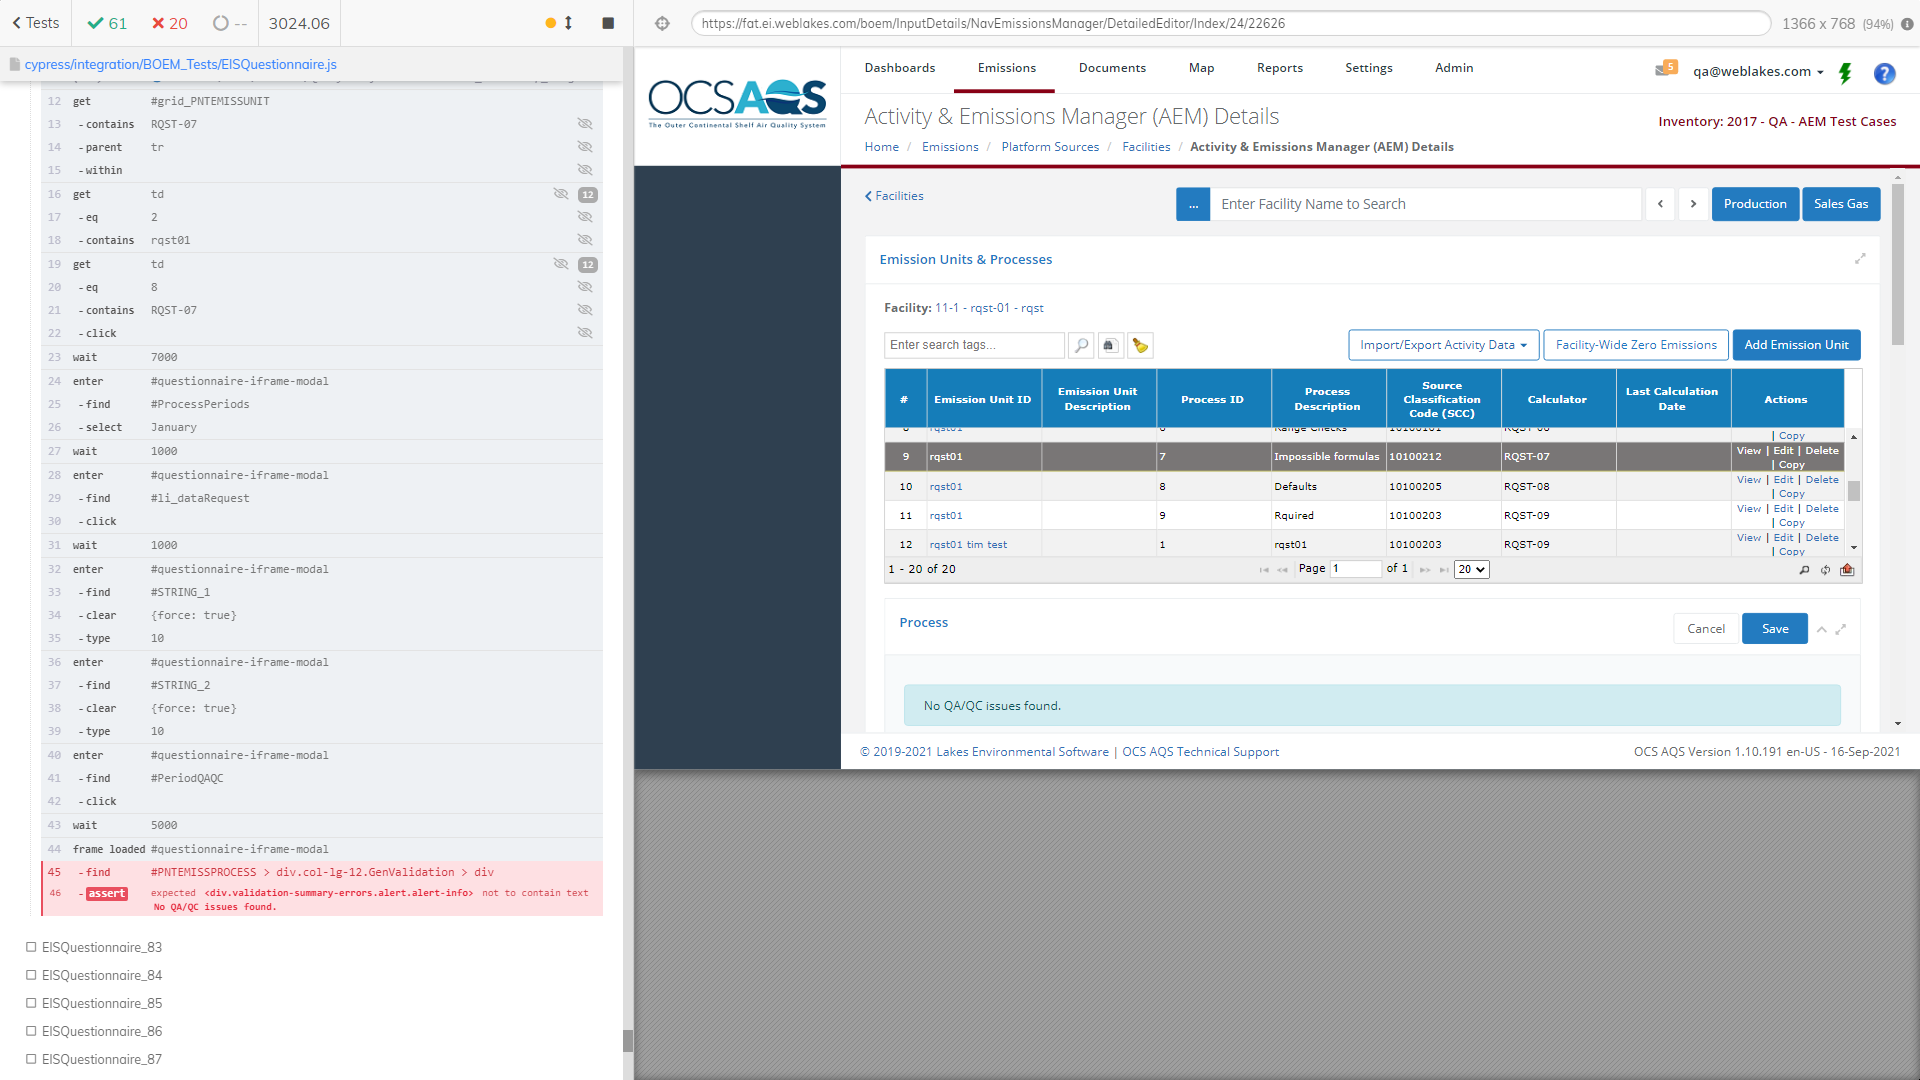 Tests
61
20
--
3024.06
https://fat.ei.weblakes.com/boem/InputDetails/NavEmissionsManager/DetailedEditor/Index/24/22626
1366 x 768 (94%)
cypress/integration/BOEM_Tests/EISQuestionnaire.js
12 get #grid_PNTEMISSUNIT
13 -contains RQST-07
14 -parent tr
15 -within
16 get td 12
17 -eq 2
18 -contains rqst01
19 get td 12
20 -eq 8
21 -contains RQST-07
22 -click
23 wait 7000
24 enter #questionnaire-iframe-modal
25 -find #ProcessPeriods
26 -select January
27 wait 1000
28 enter #questionnaire-iframe-modal
29 -find #li_dataRequest
30 -click
31 wait 1000
32 enter #questionnaire-iframe-modal
33 -find #STRING_1
34 -clear {force: true}
35 -type 10
36 enter #questionnaire-iframe-modal
37 -find #STRING_2
38 -clear {force: true}
39 -type 10
40 enter #questionnaire-iframe-modal
41 -find #PeriodQAQC
42 -click
43 wait 5000
44 frame loaded #questionnaire-iframe-modal
45 -find #PNTEMISSPROCESS > div.col-lg-12.GenValidation > div
46 -assert expected <div.validation-summary-errors.alert.alert-info> not to contain text
No QA/QC issues found.
EISQuestionnaire_83
EISQuestionnaire_84
EISQuestionnaire_85
EISQuestionnaire_86
EISQuestionnaire_87
OCSAQS
The Outer Continental Shelf Air Quality System
Dashboards Emissions Documents Map Reports Settings Admin
5 qa@weblakes.com ?
Activity & Emissions Manager (AEM) Details
Inventory: 2017 - QA - AEM Test Cases
Home / Emissions / Platform Sources / Facilities / Activity & Emissions Manager (AEM) Details
Facilities
... Enter Facility Name to Search Production Sales Gas
Emission Units & Processes
Facility: 11-1 - rqst-01 - rqst
Enter search tags... Import/Export Activity Data Facility-Wide Zero Emissions Add Emission Unit
# Emission Unit ID Emission Unit Description Process ID Process Description Source Classification Code (SCC) Calculator Last Calculation Date Actions
8 rqst01 6 Range Checks 10100101 RQST-06 | Copy
9 rqst01 7 Impossible formulas 10100212 RQST-07 View | Edit | Delete | Copy
10 rqst01 8 Defaults 10100205 RQST-08 View | Edit | Delete | Copy
11 rqst01 9 Rquired 10100203 RQST-09 View | Edit | Delete | Copy
12 rqst01 tim test 1 rqst01 10100203 RQST-09 View | Edit | Delete | Copy
1 - 20 of 20 Page 1 of 1 20
Process Cancel Save
No QA/QC issues found.
© 2019-2021 Lakes Environmental Software | OCS AQS Technical Support
OCS AQS Version 1.10.191 en-US - 16-Sep-2021